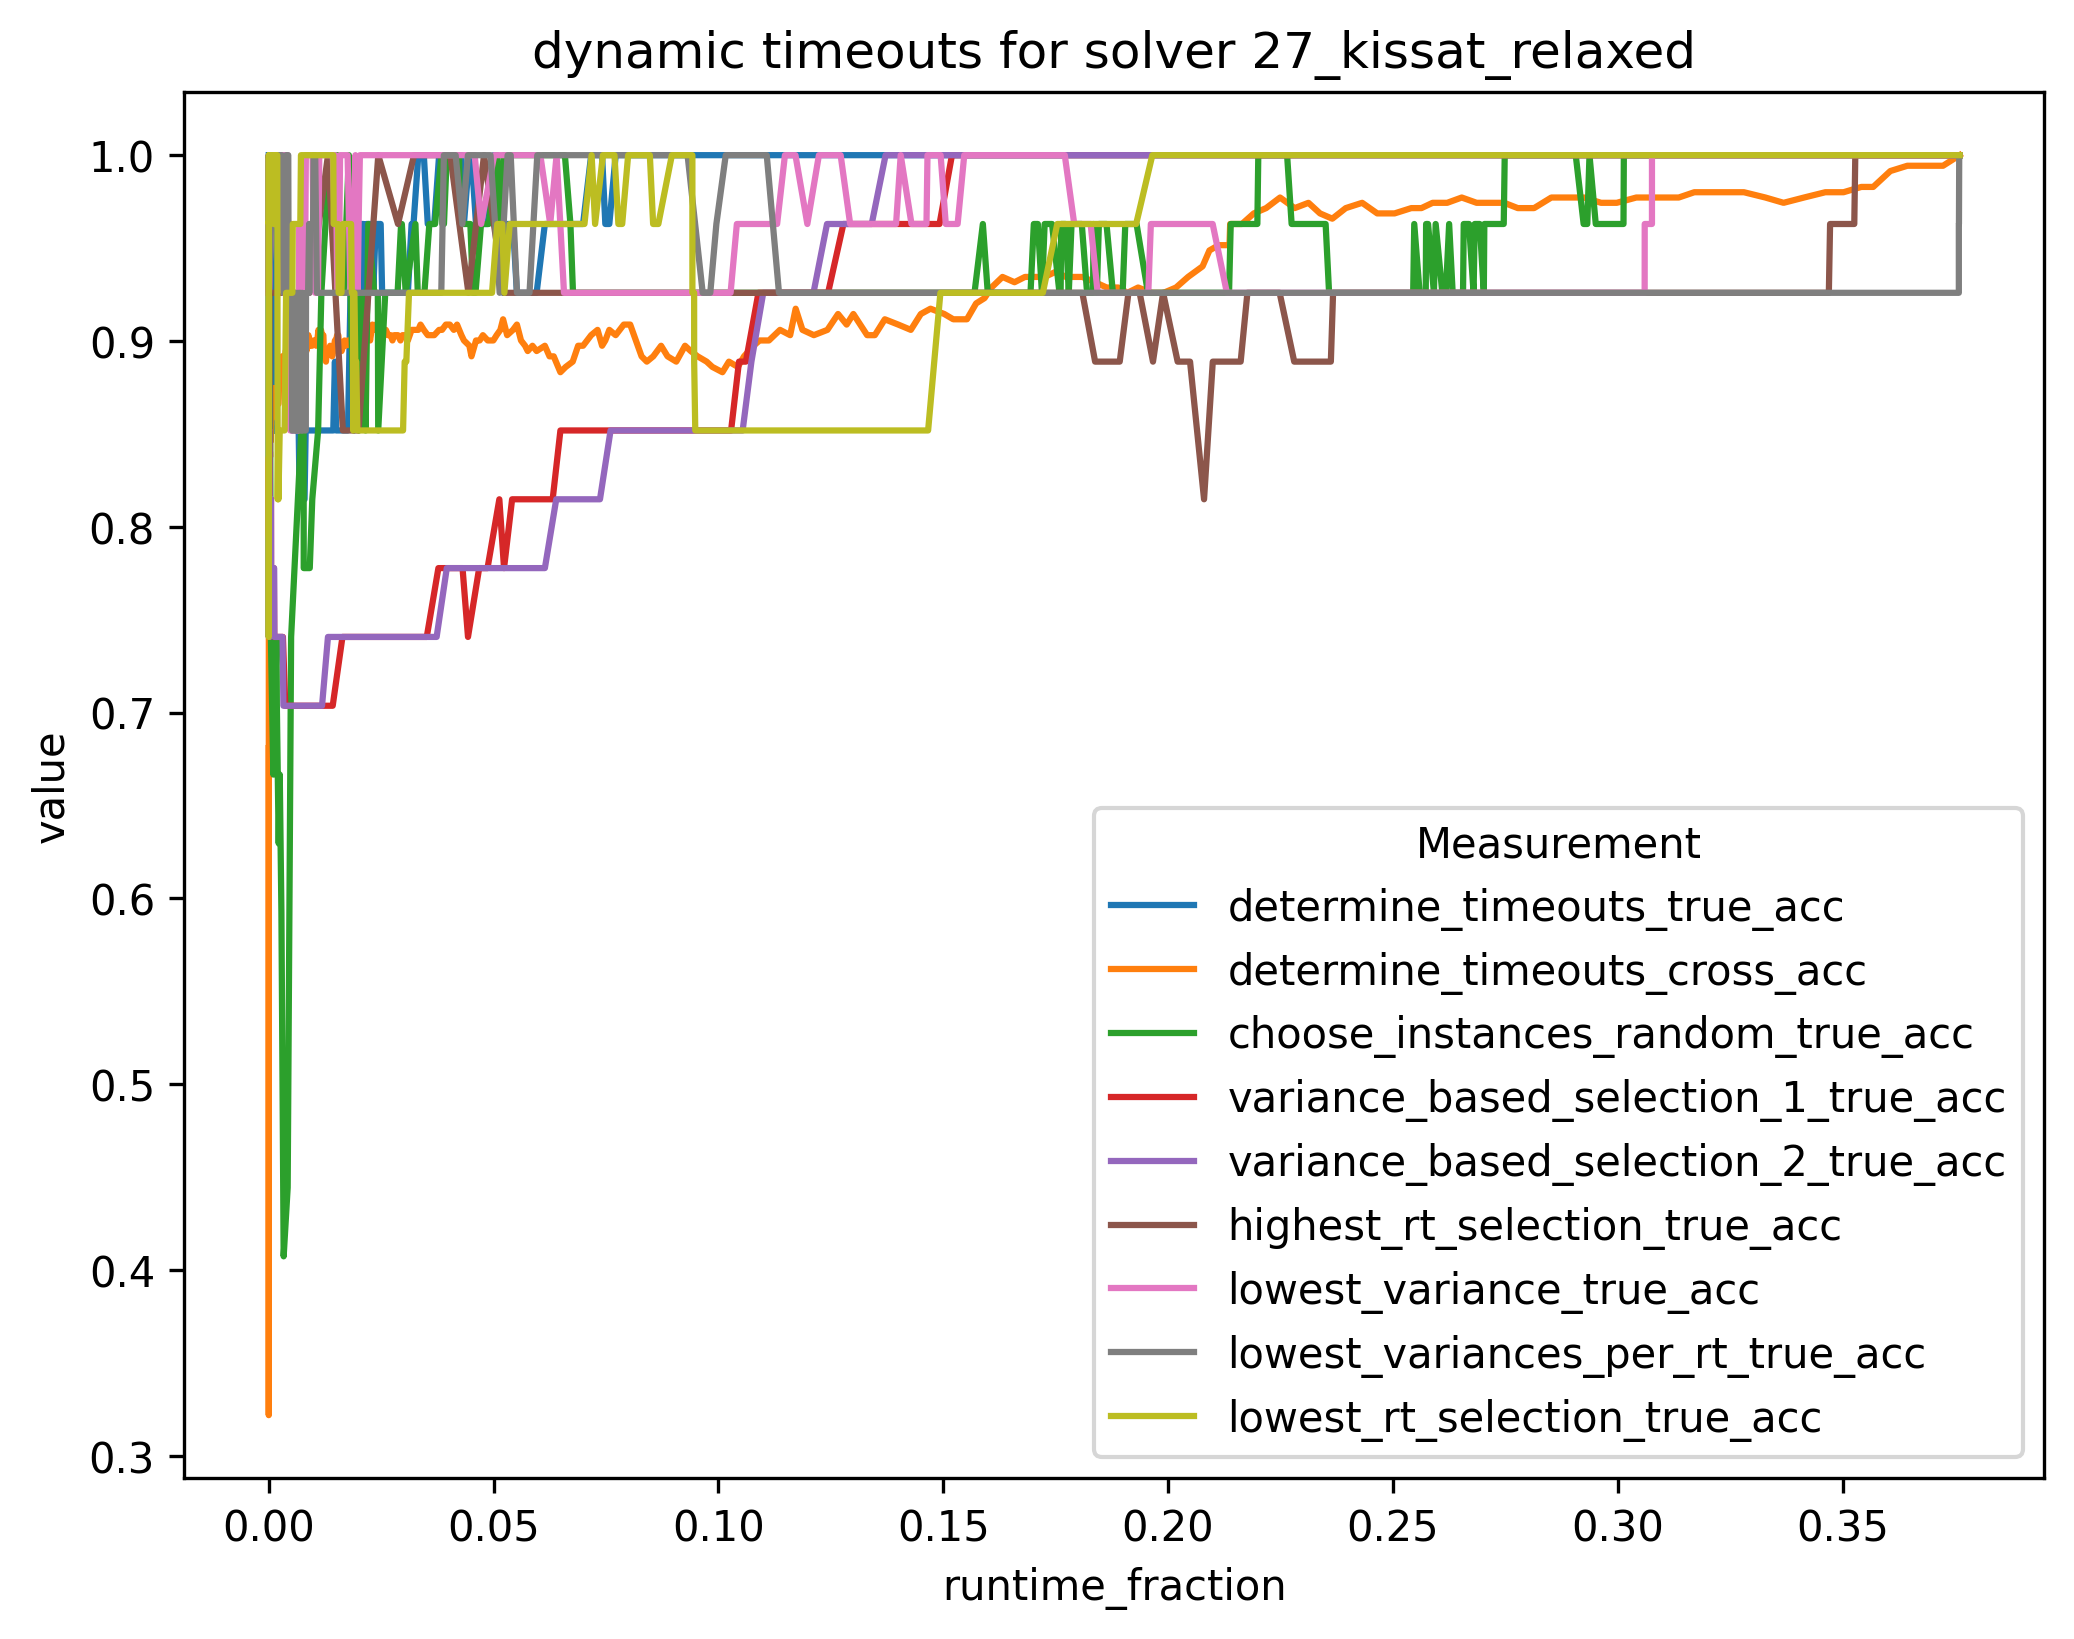 dynamic timeouts for solver 27_kissat_relaxed
value
1.0
0.9
0.8
0.7
0.6
0.5
0.4
0.3
Measurement
determine_timeouts_true_acc
determine_timeouts_cross_acc
choose_instances_random_true_acc
variance_based_selection_1_true_acc
variance_based_selection_2_true_acc
highest_rt_selection_true_acc
lowest_variance_true_acc
lowest_variances_per_rt_true_acc
lowest_rt_selection_true_acc
0.00 0.05 0.10 0.15 0.20 0.25 0.30 0.35
runtime_fraction